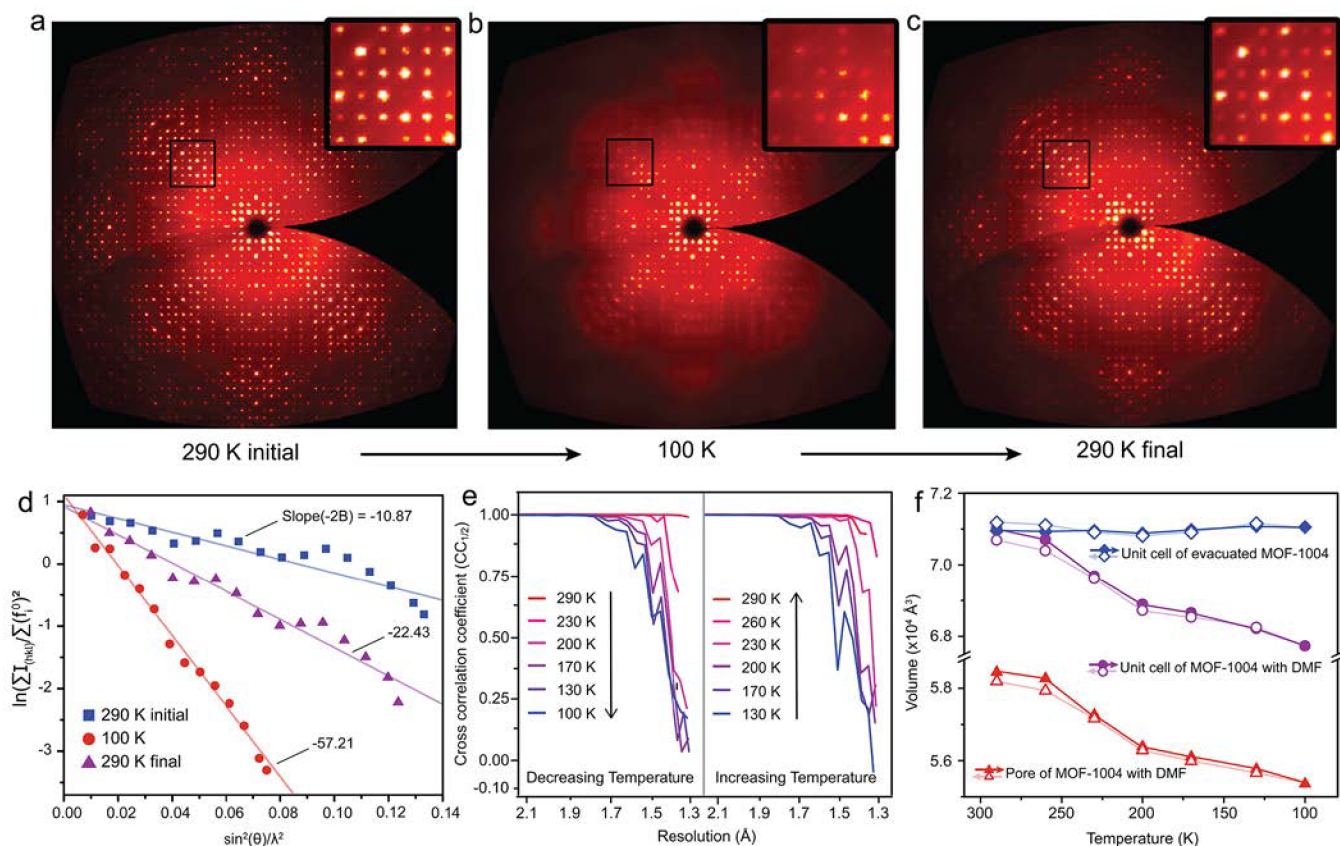 a
b
c
290 K initial
100 K
290 K final
d
ln(∑I(hkl)/∑(fi⁰)²
1
0
-1
-2
-3
Slope(-2B) = -10.87
-22.43
-57.21
290 K initial
100 K
290 K final
0.00 0.02 0.04 0.06 0.08 0.10 0.12 0.14
sin²(θ)/λ²
e
Cross correlation coefficient (CC1/2)
1.00
0.75
0.50
0.25
0.00
-0.10
290 K
230 K
200 K
170 K
130 K
100 K
Decreasing Temperature
290 K
260 K
230 K
200 K
170 K
130 K
Increasing Temperature
2.1 1.9 1.7 1.5 1.3 2.1 1.9 1.7 1.5 1.3
Resolution (Å)
f
Volume (x10⁴ Å³)
7.2
7.0
6.8
5.8
5.6
Unit cell of evacuated MOF-1004
Unit cell of MOF-1004 with DMF
Pore of MOF-1004 with DMF
300 250 200 150 100
Temperature (K)